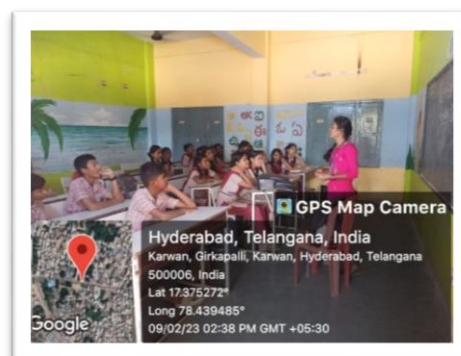 GPS Map Camera
Hyderabad, Telangana, India
Karwan, Girkapalli, Karwan, Hyderabad, Telangana
500006, India
Lat 17.375272°
Long 78.439485°
09/02/23 02:38 PM GMT +05:30
Google